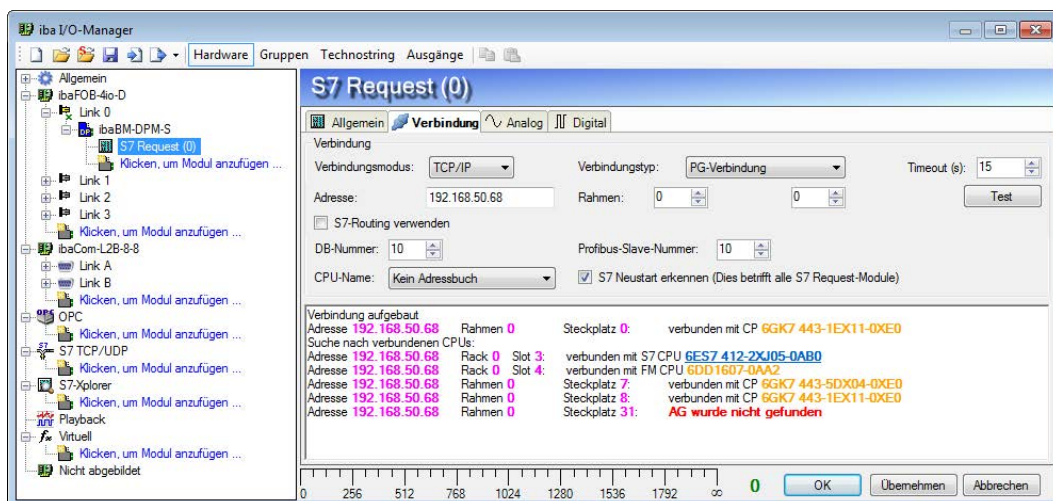 iba I/O-Manager
Hardware Gruppen Technostring Ausgänge
Allgemein
ibaFOB-4io-D
Link 0
ibaBM-DPM-S
S7 Request (0)
Klicken, um Modul anzufügen ...
Link 1
Link 2
Link 3
Klicken, um Modul anzufügen ...
ibaCom-L2B-8-8
Link A
Link B
Klicken, um Modul anzufügen ...
OPC
Klicken, um Modul anzufügen ...
S7 TCP/UDP
Klicken, um Modul anzufügen ...
S7-Xplorer
Klicken, um Modul anzufügen ...
Playback
Virtuell
Klicken, um Modul anzufügen ...
Nicht abgebildet
S7 Request (0)
Allgemein Verbindung Analog Digital
Verbindung
Verbindungsmodus: TCP/IP Verbindungstyp: PG-Verbindung Timeout (s): 15
Adresse: 192.168.50.68 Rahmen: 0 0 Test
S7-Routing verwenden
DB-Nummer: 10 Profibus-Slave-Nummer: 10
CPU-Name: Kein Adressbuch S7 Neustart erkennen (Dies betrifft alle S7 Request-Module)
Verbindung aufgebaut
Adresse 192.168.50.68 Rahmen 0 Steckplatz 0: verbunden mit CP 6GK7 443-1EX11-0XE0
Suche nach verbundenen CPUs:
Adresse 192.168.50.68 Rack 0 Slot 3: verbunden mit S7 CPU 6ES7 412-2XJ05-0AB0
Adresse 192.168.50.68 Rack 0 Slot 4: verbunden mit FM CPU 6DD1607-0AA2
Adresse 192.168.50.68 Rahmen 0 Steckplatz 7: verbunden mit CP 6GK7 443-5DX04-0XE0
Adresse 192.168.50.68 Rahmen 0 Steckplatz 8: verbunden mit CP 6GK7 443-1EX11-0XE0
Adresse 192.168.50.68 Rahmen 0 Steckplatz 31: AG wurde nicht gefunden
0 256 512 768 1024 1280 1536 1792 ∞ 0 OK Übernehmen Abbrechen